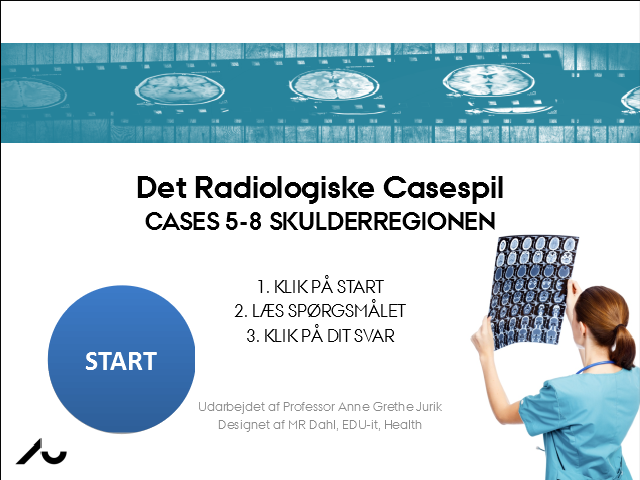 Det Radiologiske Casespil
CASES 5-8 SKULDERREGIONEN
1. KLIK PÅ START
2. LÆS SPØRGSMÅLET
3. KLIK PÅ DIT SVAR
START
Udarbejdet af Professor Anne Grethe Jurik
Designet af MR Dahl, EDU-it, Health